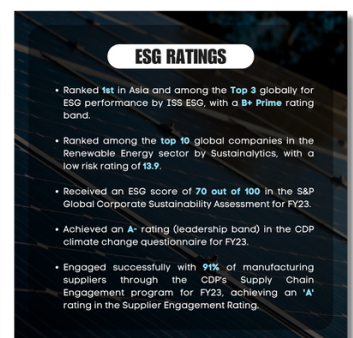 ESG RATINGS
• Ranked 1st in Asia and among the Top 3 globally for
ESG performance by ISS ESG, with a B+ Prime rating
band.
• Ranked among the top 10 global companies in the
Renewable Energy sector by Sustainalytics, with a
low risk rating of 13.9.
• Received an ESG score of 70 out of 100 in the S&P
Global Corporate Sustainability Assessment for FY23.
• Achieved an A- rating (leadership band) in the CDP
climate change questionnaire for FY23.
• Engaged successfully with 91% of manufacturing
suppliers through the CDP's Supply Chain
Engagement program for FY23, achieving an 'A'
rating in the Supplier Engagement Rating.